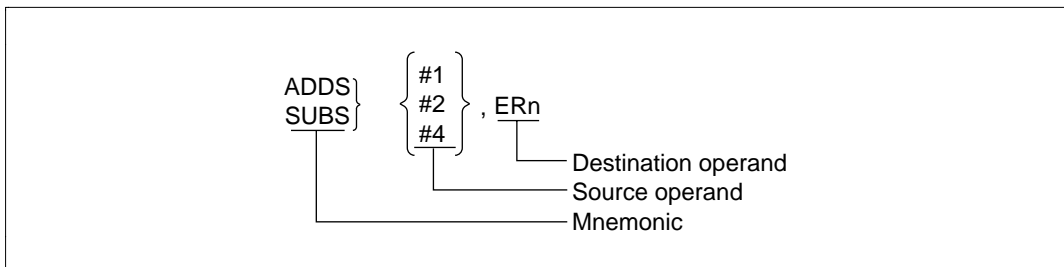 ADDS
SUBS
#1
#2
#4
, ERn
Destination operand
Source operand
Mnemonic